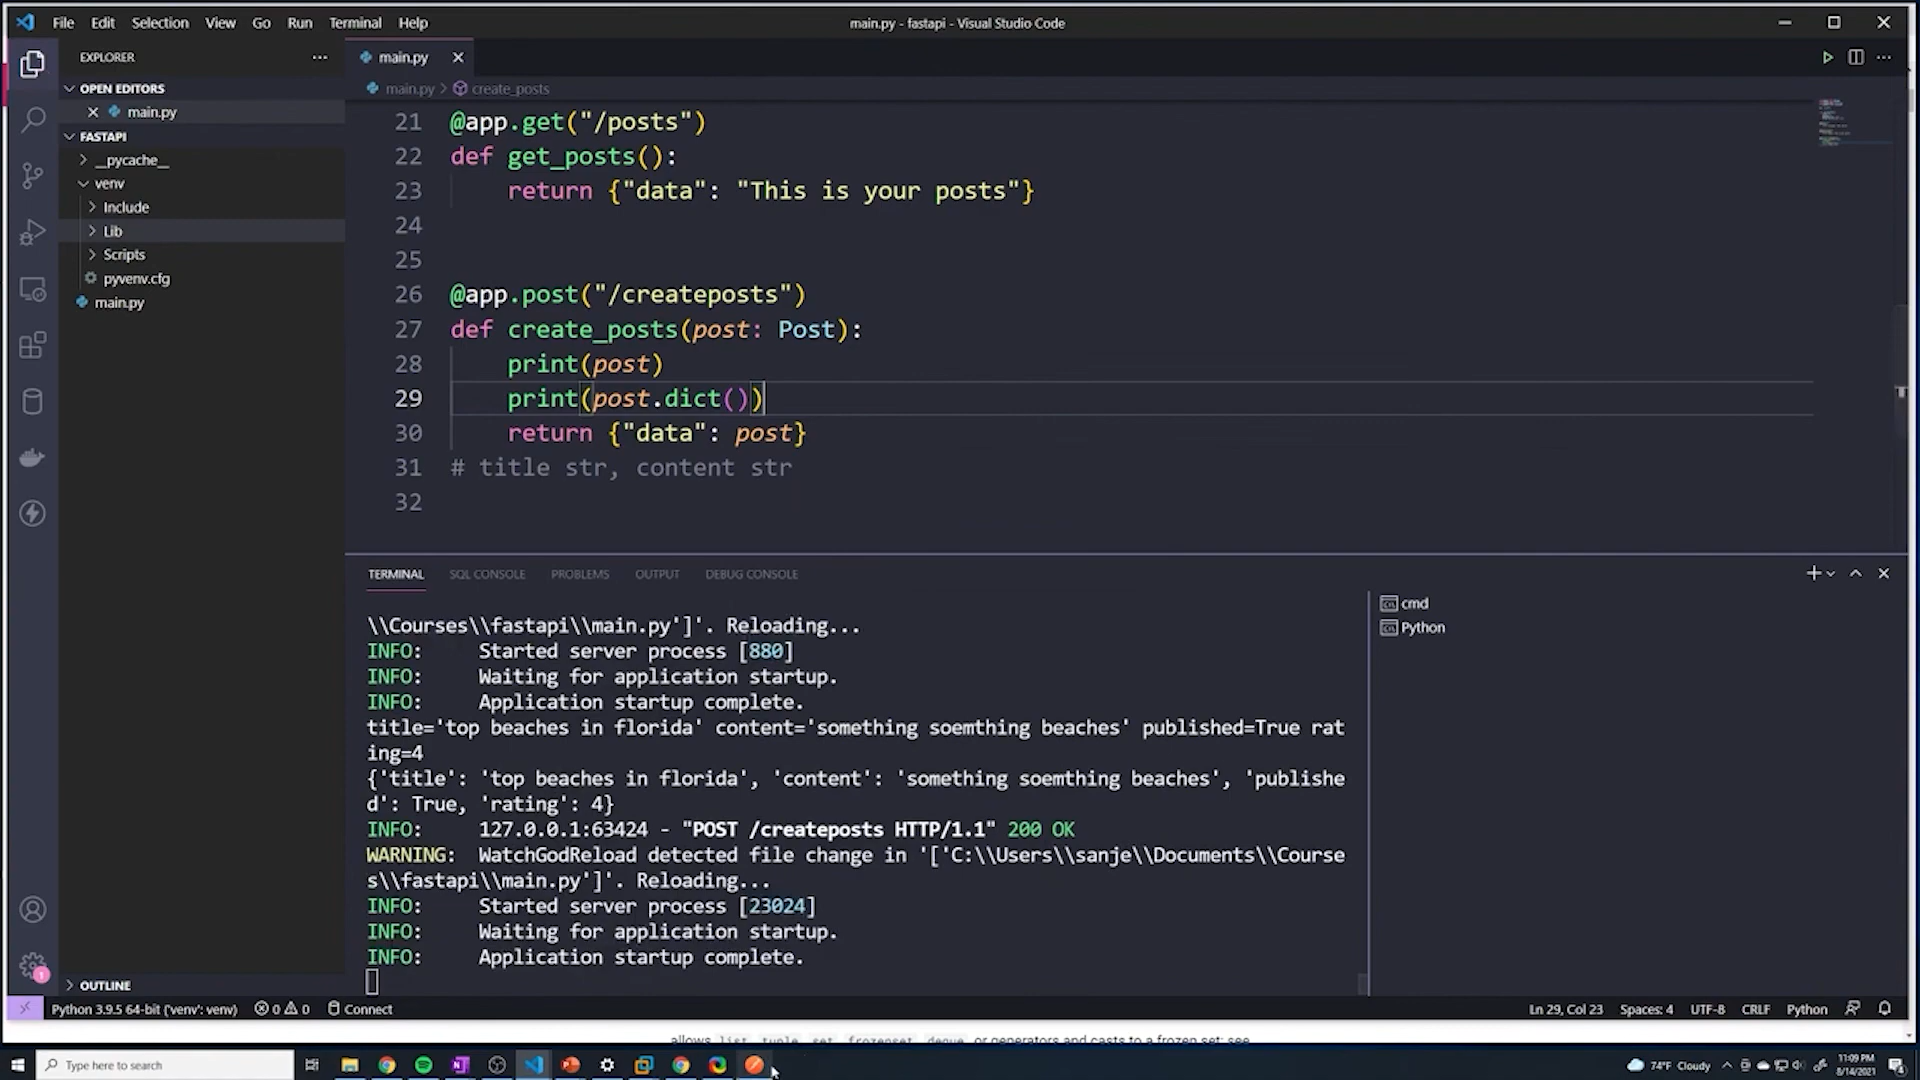 File Edit Selection View Go Run Terminal Help
main.py - fastapi - Visual Studio Code
EXPLORER
OPEN EDITORS
main.py
FASTAPI
__pycache__
venv
Include
Lib
Scripts
pyvenv.cfg
main.py
OUTLINE
main.py
main.py > create_posts
21 @app.get("/posts")
22 def get_posts():
23 return {"data": "This is your posts"}
24
25
26 @app.post("/createposts")
27 def create_posts(post: Post):
28 print(post)
29 print(post.dict())
30 return {"data": post}
31 # title str, content str
32
TERMINAL SQL CONSOLE PROBLEMS OUTPUT DEBUG CONSOLE
\\Courses\\fastapi\\main.py']'. Reloading...
INFO: Started server process [880]
INFO: Waiting for application startup.
INFO: Application startup complete.
title='top beaches in florida' content='something soemthing beaches' published=True rat
ing=4
{'title': 'top beaches in florida', 'content': 'something soemthing beaches', 'publishe
d': True, 'rating': 4}
INFO: 127.0.0.1:63424 - "POST /createposts HTTP/1.1" 200 OK
WARNING: WatchGodReload detected file change in '['C:\\Users\\sanje\\Documents\\Course
s\\fastapi\\main.py']'. Reloading...
INFO: Started server process [23024]
INFO: Waiting for application startup.
INFO: Application startup complete.
cmd
Python
1
Python 3.9.5 64-bit ('venv': venv) 0 0 Connect
Ln 29, Col 23 Spaces: 4 UTF-8 CRLF Python
allows list, tuple, set, frozenset, deque, or generators and casts to a frozen set; see
Type here to search
74°F Cloudy
11:09 PM
8/14/2021